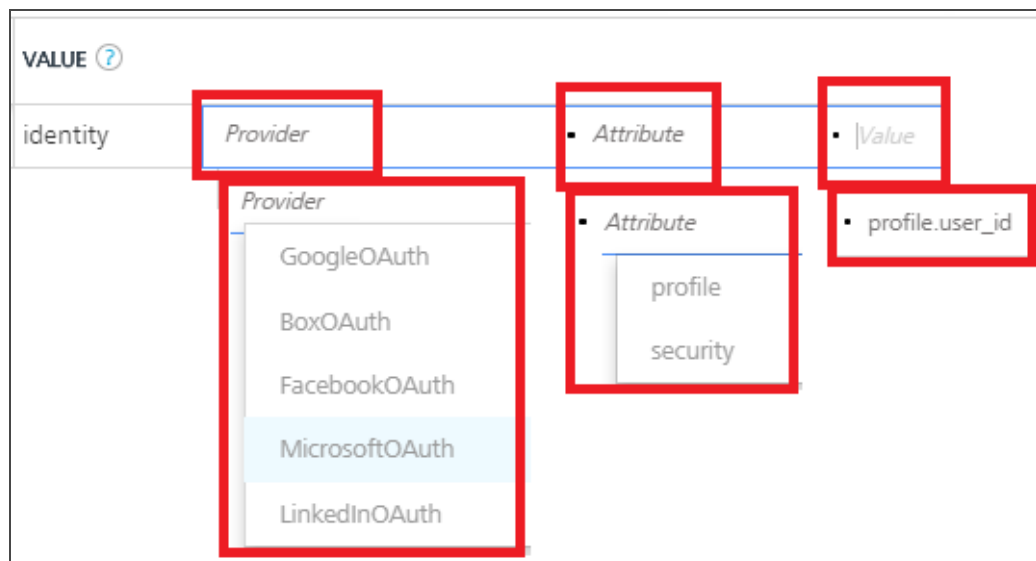 VALUE ?
identity Provider ▪ Attribute ▪ Value
Provider
▪ Attribute
▪ profile.user_id
GoogleOAuth
profile
BoxOAuth
security
FacebookOAuth
MicrosoftOAuth
LinkedInOAuth